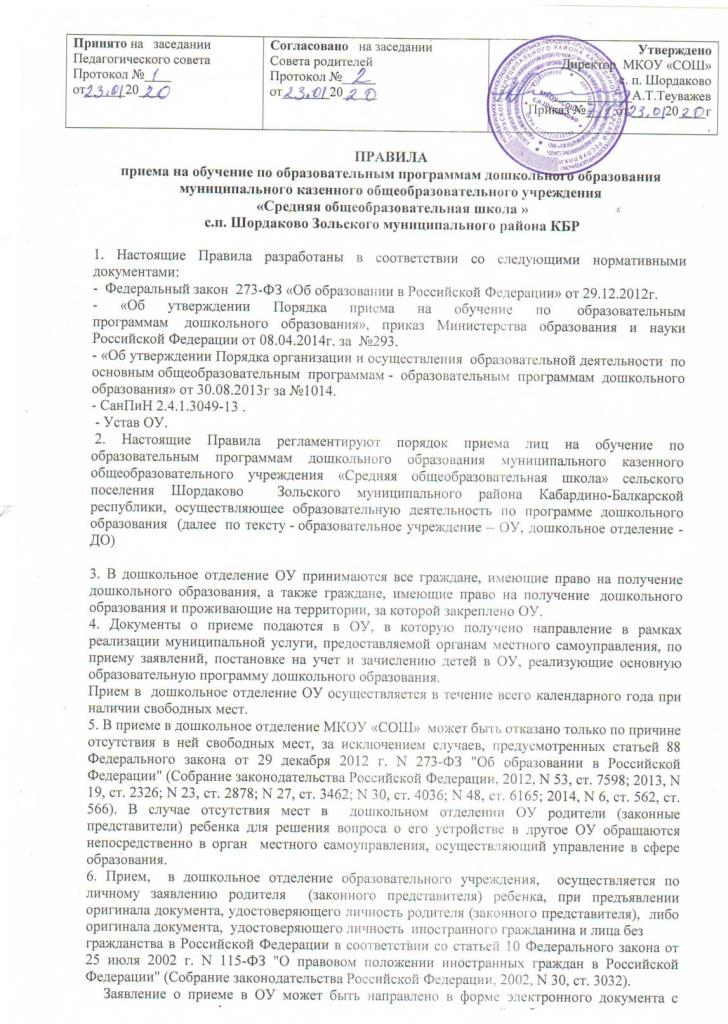 Принято на заседании
Педагогического совета
Протокол № 1
от 23.01 20 20
Согласовано на заседании
Совета родителей
Протокол № 2
от 23.01 20 20
Утверждено
Директор МКОУ «СОШ»
с. п. Шордаково
А.Т.Теуважев
Приказ № от 23.01 20 20 г
МКОУ «СОШ»
с.п. Шордаково
ПРАВИЛА
приема на обучение по образовательным программам дошкольного образования
муниципального казенного общеобразовательного учреждения
«Средняя общеобразовательная школа »
с.п. Шордаково Зольского муниципального района КБР
1. Настоящие Правила разработаны в соответствии со следующими нормативными
документами:
- Федеральный закон 273-ФЗ «Об образовании в Российской Федерации» от 29.12.2012г.
- «Об утверждении Порядка приема на обучение по образовательным
программам дошкольного образования», приказ Министерства образования и науки
Российской Федерации от 08.04.2014г. за №293.
- «Об утверждении Порядка организации и осуществления образовательной деятельности по
основным общеобразовательным программам - образовательным программам дошкольного
образования» от 30.08.2013г за №1014.
- СанПиН 2.4.1.3049-13 .
- Устав ОУ.
2. Настоящие Правила регламентируют порядок приема лиц на обучение по
образовательным программам дошкольного образования муниципального казенного
общеобразовательного учреждения «Средняя общеобразовательная школа» сельского
поселения Шордаково Зольского муниципального района Кабардино-Балкарской
республики, осуществляющее образовательную деятельность по программе дошкольного
образования (далее по тексту - образовательное учреждение – ОУ, дошкольное отделение -
ДО)
3. В дошкольное отделение ОУ принимаются все граждане, имеющие право на получение
дошкольного образования, а также граждане, имеющие право на получение дошкольного
образования и проживающие на территории, за которой закреплено ОУ.
4. Документы о приеме подаются в ОУ, в которую получено направление в рамках
реализации муниципальной услуги, предоставляемой органам местного самоуправления, по
приему заявлений, постановке на учет и зачислению детей в ОУ, реализующие основную
образовательную программу дошкольного образования.
Прием в дошкольное отделение ОУ осуществляется в течение всего календарного года при
наличии свободных мест.
5. В приеме в дошкольное отделение МКОУ «СОШ» может быть отказано только по причине
отсутствия в ней свободных мест, за исключением случаев, предусмотренных статьей 88
Федерального закона от 29 декабря 2012 г. N 273-ФЗ "Об образовании в Российской
Федерации" (Собрание законодательства Российской Федерации, 2012, N 53, ст. 7598; 2013, N
19, ст. 2326; N 23, ст. 2878; N 27, ст. 3462; N 30, ст. 4036; N 48, ст. 6165; 2014, N 6, ст. 562, ст.
566). В случае отсутствия мест в дошкольном отделении ОУ родители (законные
представители) ребенка для решения вопроса о его устройстве в другое ОУ обращаются
непосредственно в орган местного самоуправления, осуществляющий управление в сфере
образования.
6. Прием, в дошкольное отделение образовательного учреждения, осуществляется по
личному заявлению родителя (законного представителя) ребенка, при предъявлении
оригинала документа, удостоверяющего личность родителя (законного представителя), либо
оригинала документа, удостоверяющего личность иностранного гражданина и лица без
гражданства в Российской Федерации в соответствии со статьей 10 Федерального закона от
25 июля 2002 г. N 115-ФЗ "О правовом положении иностранных граждан в Российской
Федерации" (Собрание законодательства Российской Федерации, 2002, N 30, ст. 3032).
Заявление о приеме в ОУ может быть направлено в форме электронного документа с